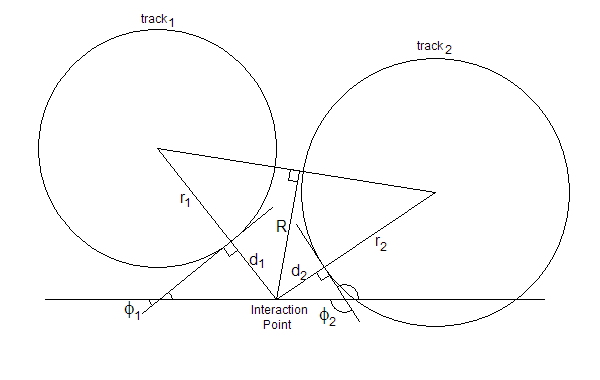 track₁
track₂
r₁
R
r₂
d₁
d₂
ϕ₁
Interaction
Point
ϕ₂